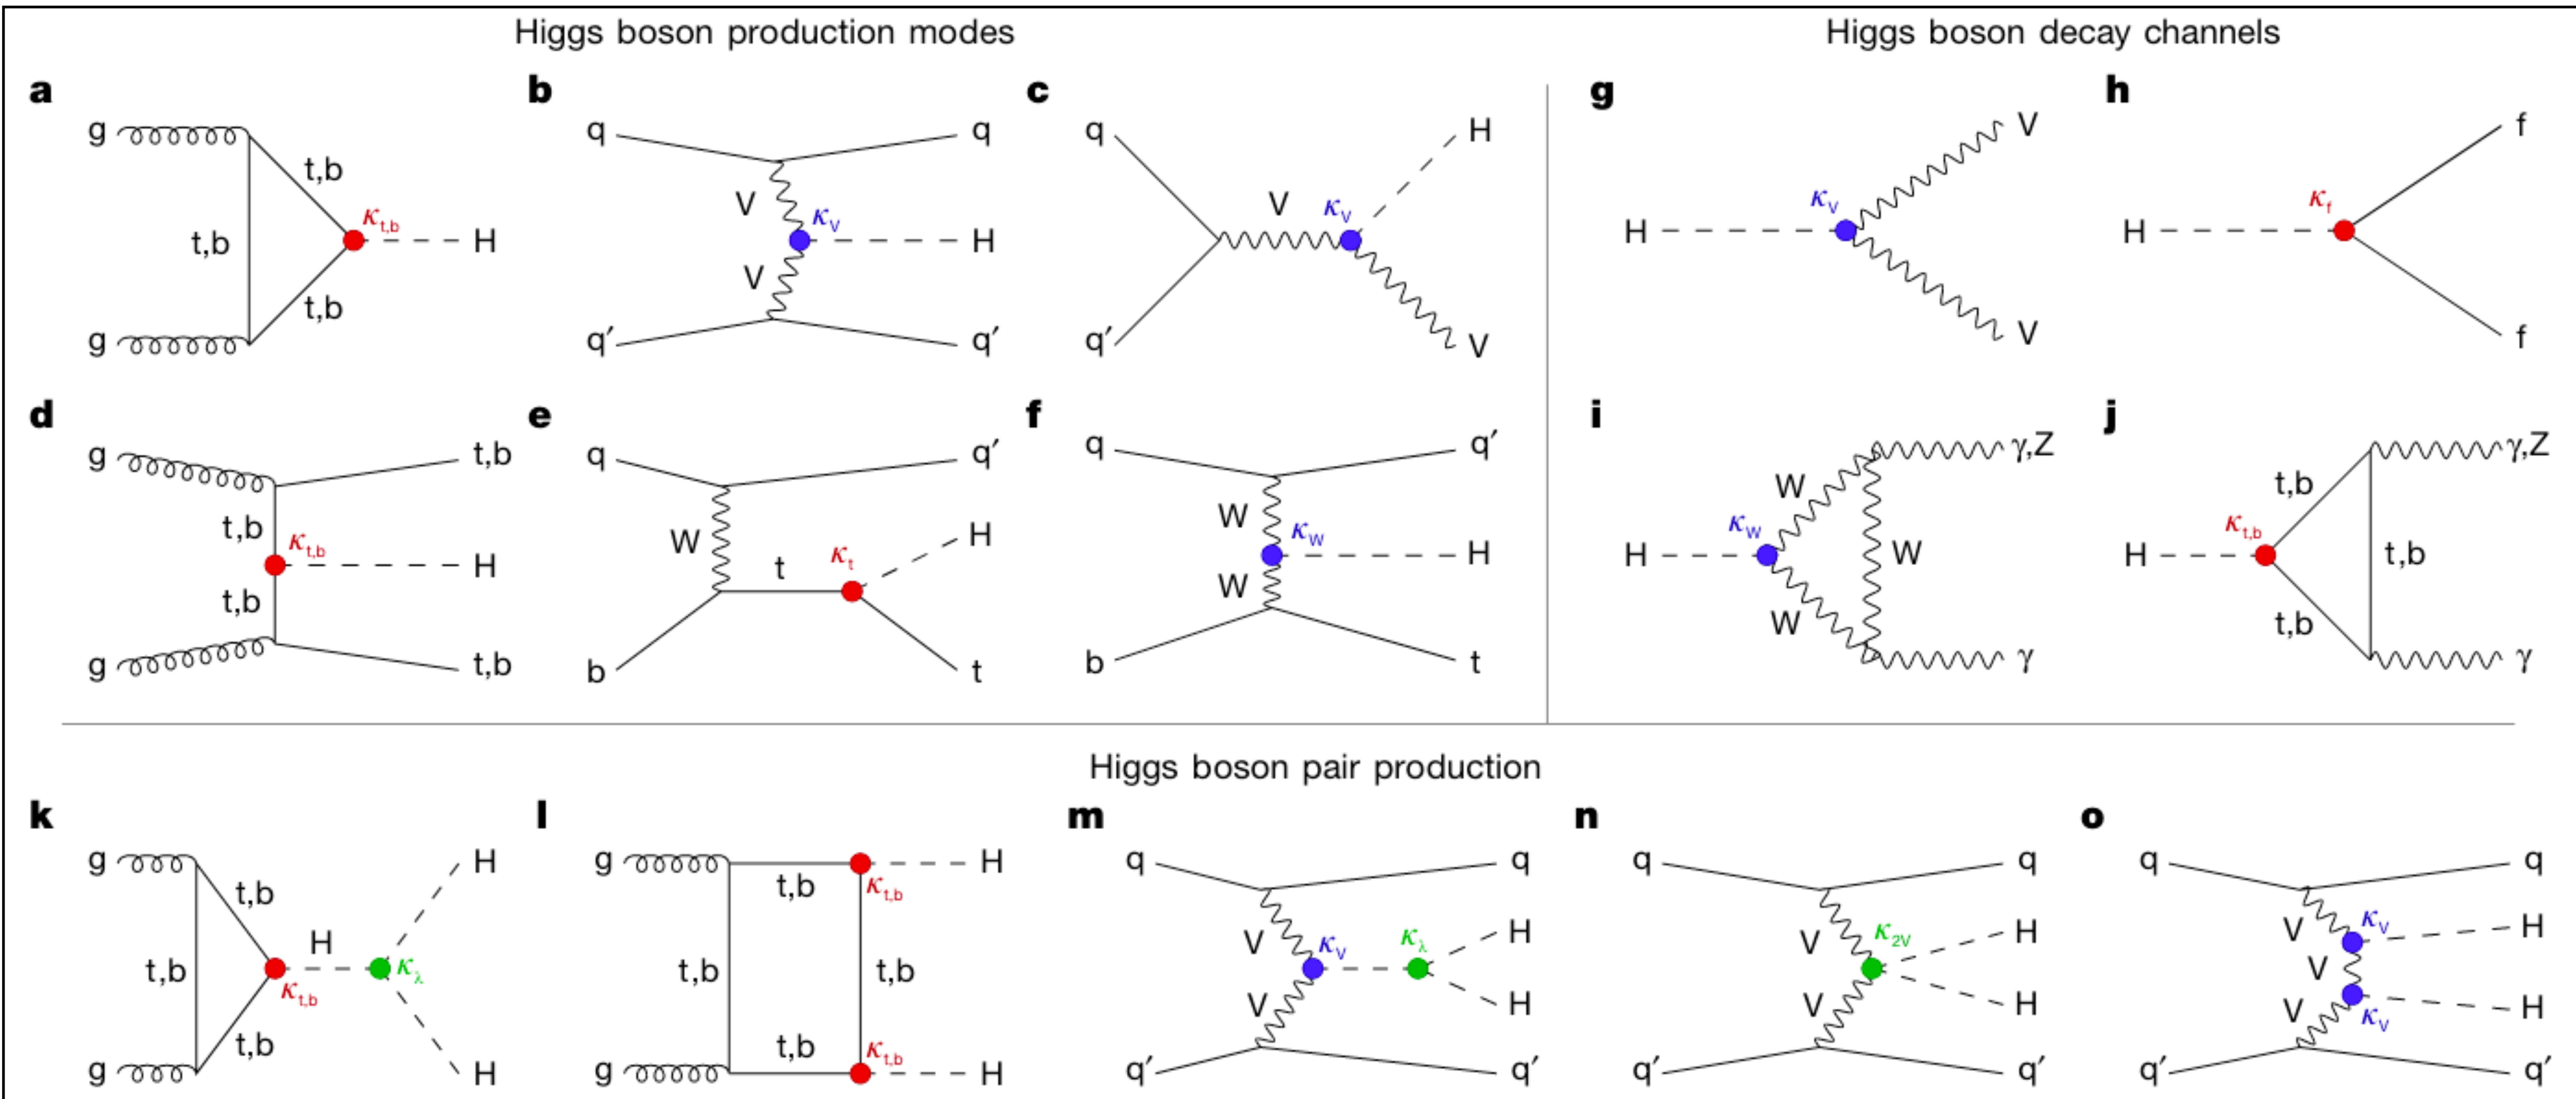 Higgs boson production modes
Higgs boson decay channels
a
g
t,b
κt,b
t,b
H
t,b
g
b
q
q
V
κV
H
V
q′
q′
c
q
H
V
κV
q′
V
g
V
κV
H
V
h
f
κf
H
f
d
g
t,b
t,b
κt,b
H
t,b
g
t,b
e
q
q′
H
W
t
κt
b
t
f
q
q′
W
κW
H
W
b
t
i
γ,Z
W
κW
H
W
W
γ
j
γ,Z
t,b
κt,b
H
t,b
t,b
γ
Higgs boson pair production
k
g
H
t,b
H
t,b
κλ
κt,b
t,b
g
H
l
g
H
t,b
κt,b
t,b
t,b
t,b
κt,b
g
H
m
q
q
V
κV
κλ
H
V
H
q′
q′
n
q
q
V
κ2V
H
V
H
q′
q′
o
q
q
V
κV
H
V
V
κV
H
q′
q′